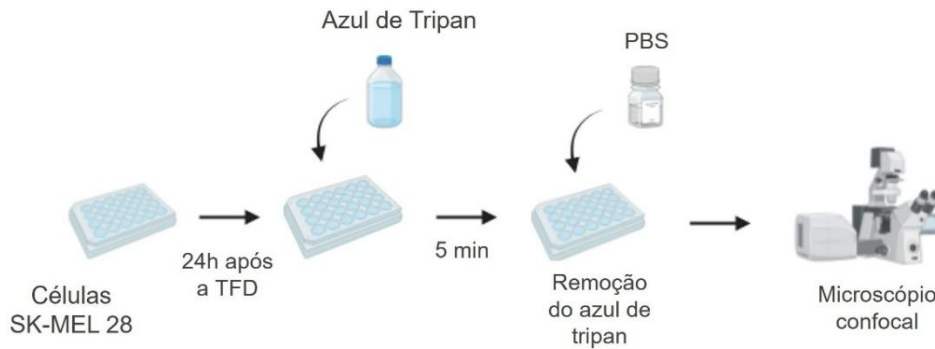 Azul de Tripan
PBS
Células
SK-MEL 28
24h após
a TFD
5 min
Remoção
do azul de
tripan
Microscópio
confocal